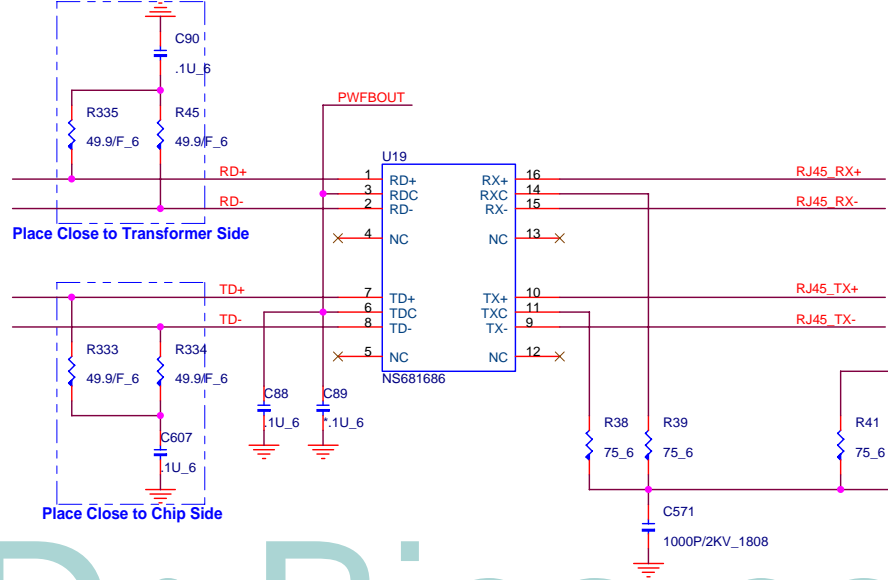 C90
.1U_6
PWFBOUT
R335
R45
49.9/F_6
49.9/F_6
U19
RD+
1
RD+
RX+
16
RJ45_RX+
3
RDC
RXC
14
RD-
2
RD-
RX-
15
RJ45_RX-
Place Close to Transformer Side
4
NC
NC
13
TD+
7
TD+
TX+
10
RJ45_TX+
6
TDC
TXC
11
TD-
8
TD-
TX-
9
RJ45_TX-
R333
R334
5
NC
NC
12
49.9/F_6
49.9/F_6
NS681686
C88
C89
.1U_6
*.1U_6
R38
R39
R41
75_6
75_6
75_6
C607
.1U_6
Place Close to Chip Side
C571
1000P/2KV_1808